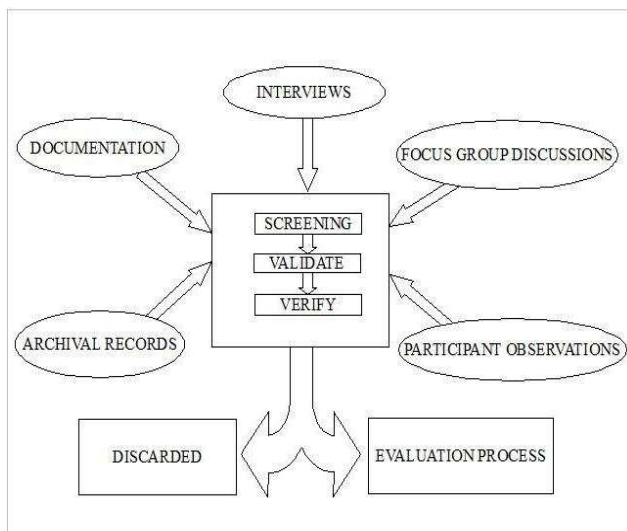 INTERVIEWS
DOCUMENTATION
FOCUS GROUP DISCUSSIONS
SCREENING
VALIDATE
VERIFY
ARCHIVAL RECORDS
PARTICIPANT OBSERVATIONS
DISCARDED
EVALUATION PROCESS